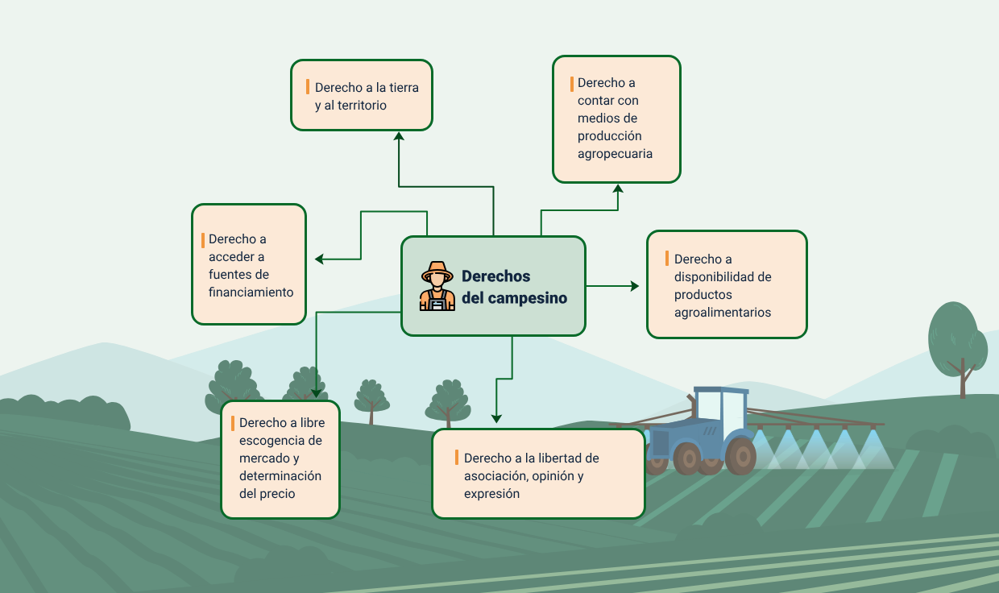 Derecho a la tierra
y al territorio
Derecho a
contar con
medios de
producción
agropecuaria
Derecho a
acceder a
fuentes de
financiamiento
Derechos
del campesino
Derecho a
disponibilidad de
productos
agroalimentarios
Derecho a libre
escogencia de
mercado y
determinación
del precio
Derecho a la libertad de
asociación, opinión y
expresión